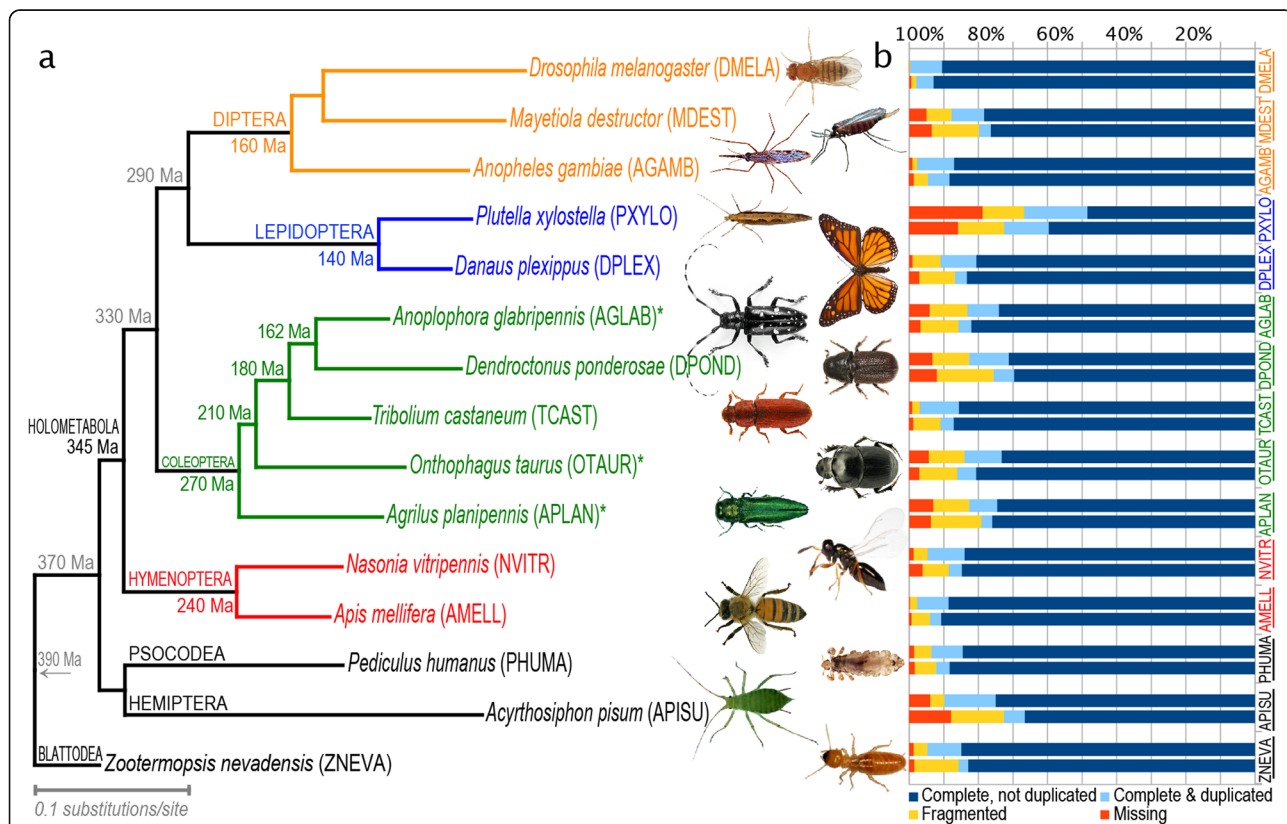 a
b
100% 80% 60% 40% 20%
Drosophila melanogaster (DMELA)
Mayetiola destructor (MDEST)
DIPTERA
160 Ma
Anopheles gambiae (AGAMB)
290 Ma
Plutella xylostella (PXYLO)
LEPIDOPTERA
140 Ma
Danaus plexippus (DPLEX)
330 Ma
Anoplophora glabripennis (AGLAB)*
162 Ma
Dendroctonus ponderosae (DPOND)
180 Ma
210 Ma
Tribolium castaneum (TCAST)
HOLOMETABOLA
345 Ma
COLEOPTERA
270 Ma
Onthophagus taurus (OTAUR)*
Agrilus planipennis (APLAN)*
370 Ma
Nasonia vitripennis (NVITR)
HYMENOPTERA
240 Ma
Apis mellifera (AMELL)
390 Ma
PSOCODEA
Pediculus humanus (PHUMA)
HEMIPTERA
Acyrthosiphon pisum (APISU)
BLATTODEA
Zootermopsis nevadensis (ZNEVA)
0.1 substitutions/site
DMELA
MDEST
AGAMB
PXYLO
DPLEX
AGLAB
DPOND
TCAST
OTAUR
APLAN
NVITR
AMELL
PHUMA
APISU
ZNEVA
Complete, not duplicated
Complete & duplicated
Fragmented
Missing